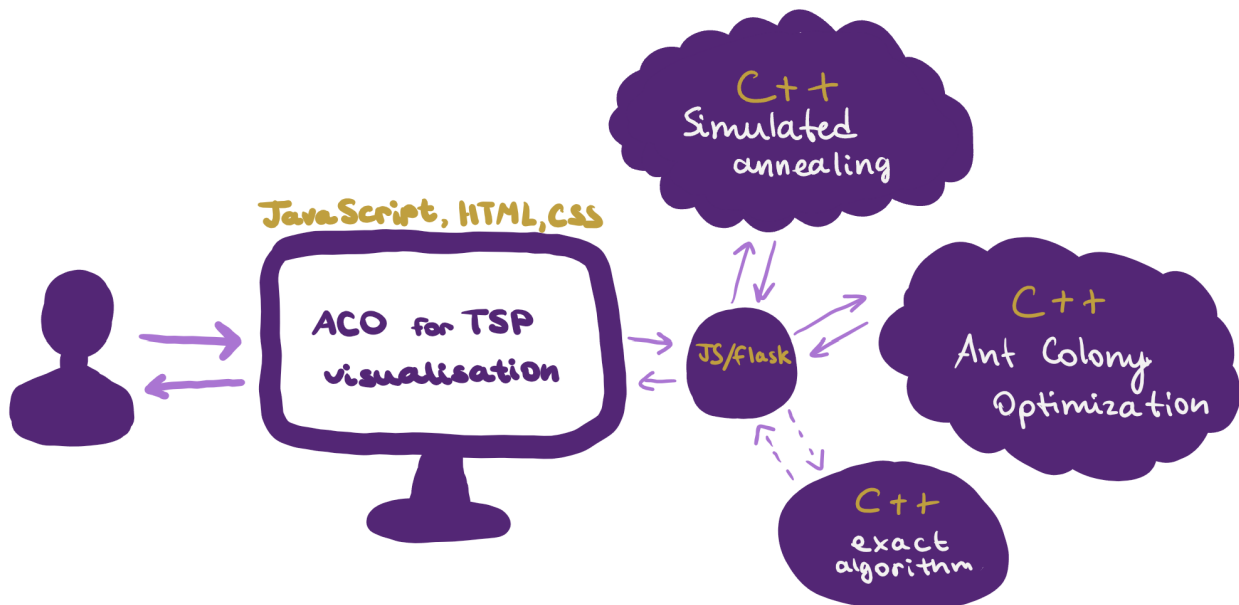 JavaScript, HTML, CSS
ACO for TSP
visualisation
JS/flask
C++
Simulated
annealing
C++
Ant Colony
Optimization
C++
exact
algorithm